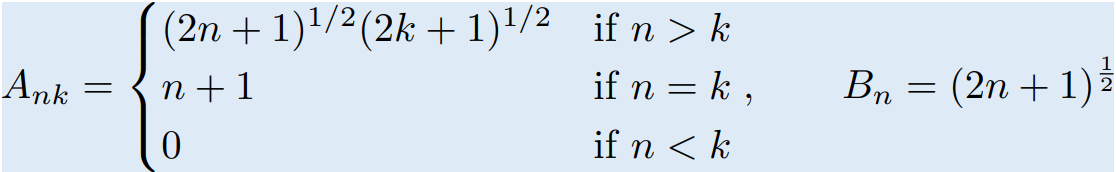 A_{nk} = \begin{cases} (2n + 1)^{1/2}(2k + 1)^{1/2} & \text{if } n > k \\ n + 1 & \text{if } n = k \\ 0 & \text{if } n < k \end{cases}, \quad B_n = (2n + 1)^{\frac{1}{2}}